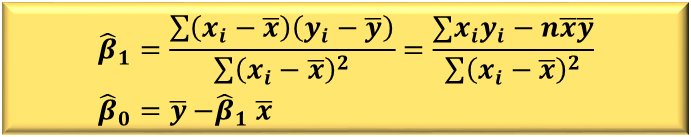 β̂₁ = ∑(xᵢ − x̅)(yᵢ − y̅) / ∑(xᵢ − x̅)² = ∑xᵢyᵢ − nx̅y̅ / ∑(xᵢ − x̅)²
β̂₀ = y̅ −β̂₁ x̅